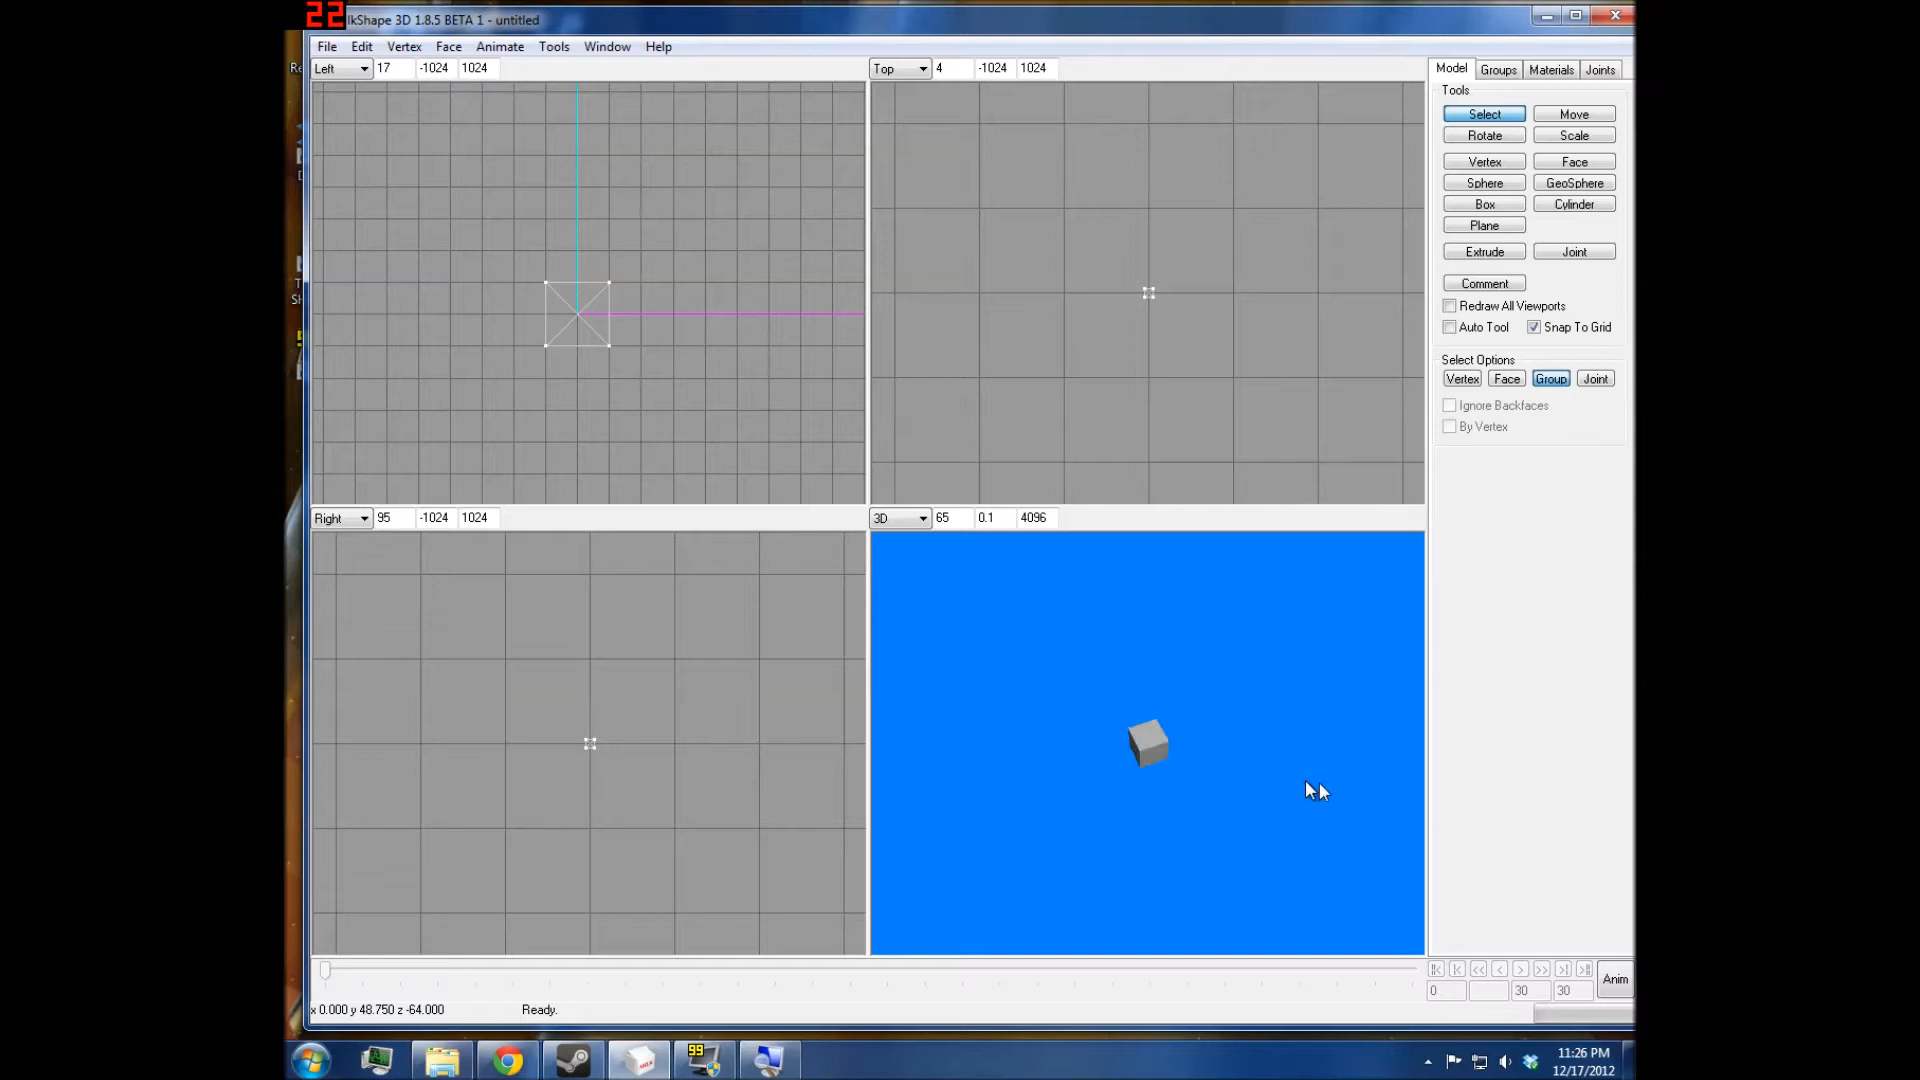 22
lkShape 3D 1.8.5 BETA 1 - untitled
File Edit Vertex Face Animate Tools Window Help
Left 17 -1024 1024
Top 4 -1024 1024
Model Groups Materials Joints
Tools
Select Move
Rotate Scale
Vertex Face
Sphere GeoSphere
Box Cylinder
Plane
Extrude Joint
Comment
Redraw All Viewports
Auto Tool Snap To Grid
Select Options
Vertex Face Group Joint
Ignore Backfaces
By Vertex
Right 95 -1024 1024
3D 65 0.1 4096
Anim
0 30 30
x 0.000 y 48.750 z -64.000 Ready.
MILK
99
11:26 PM
12/17/2012